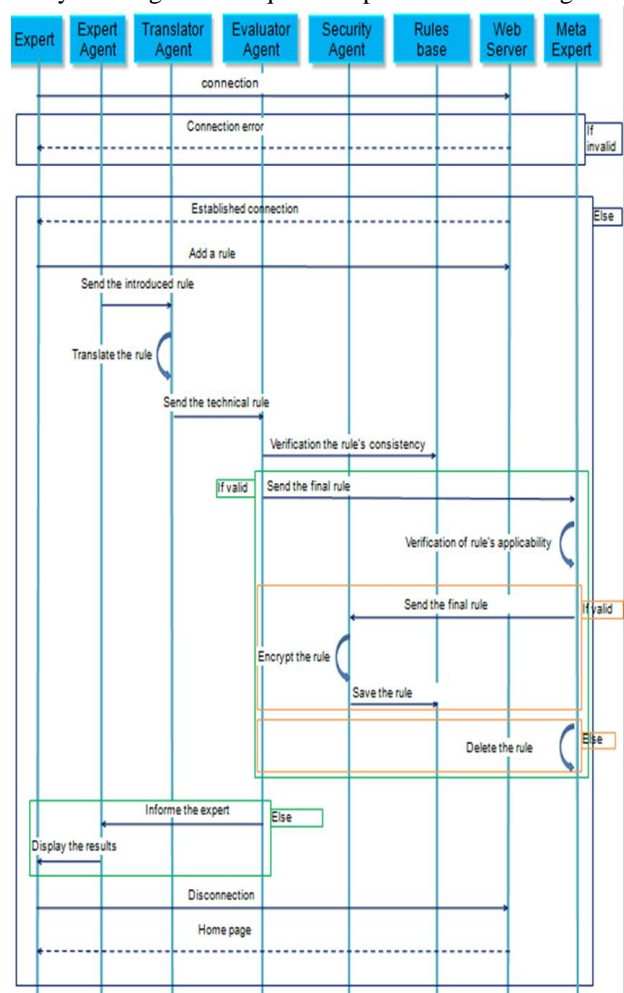 Expert
Expert Agent
Translator Agent
Evaluator Agent
Security Agent
Rules base
Web Server
Meta Expert
connection
Connection error
If invalid
Established connection
Else
Add a rule
Send the introduced rule
Translate the rule
Send the technical rule
Verification the rule's consistency
If valid
Send the final rule
Verification of rule's applicability
Send the final rule
If valid
Encrypt the rule
Save the rule
Delete the rule
Else
Informe the expert
Else
Display the results
Disconnection
Home page